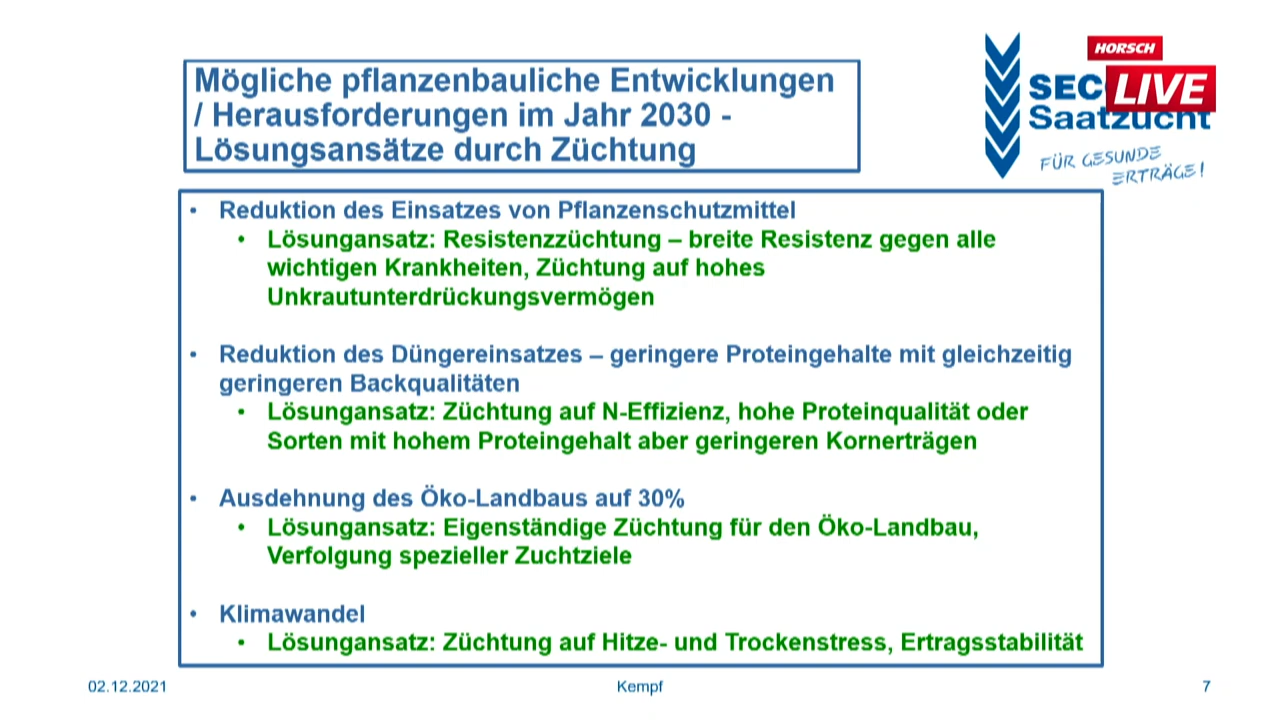 HORSCH
LIVE
SEC
Saatzucht
FÜR GESUNDE
ERTRÄGE!
Mögliche pflanzenbauliche Entwicklungen
/ Herausforderungen im Jahr 2030 -
Lösungsansätze durch Züchtung
• Reduktion des Einsatzes von Pflanzenschutzmittel
• Lösungansatz: Resistenzzüchtung – breite Resistenz gegen alle
wichtigen Krankheiten, Züchtung auf hohes
Unkrautunterdrückungsvermögen
• Reduktion des Düngereinsatzes – geringere Proteingehalte mit gleichzeitig
geringeren Backqualitäten
• Lösungansatz: Züchtung auf N-Effizienz, hohe Proteinqualität oder
Sorten mit hohem Proteingehalt aber geringeren Kornerträgen
• Ausdehnung des Öko-Landbaus auf 30%
• Lösungansatz: Eigenständige Züchtung für den Öko-Landbau,
Verfolgung spezieller Zuchtziele
• Klimawandel
• Lösungansatz: Züchtung auf Hitze- und Trockenstress, Ertragsstabilität
02.12.2021
Kempf
7